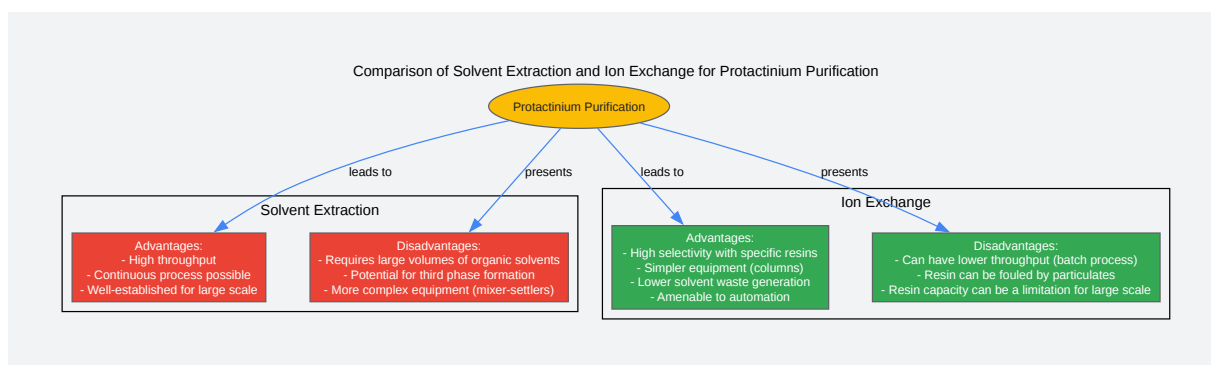 Comparison of Solvent Extraction and Ion Exchange for Protactinium Purification
Protactinium Purification
leads to
presents
leads to
presents
Solvent Extraction
Advantages:
- High throughput
- Continuous process possible
- Well-established for large scale
Disadvantages:
- Requires large volumes of organic solvents
- Potential for third phase formation
- More complex equipment (mixer-settlers)
Ion Exchange
Advantages:
- High selectivity with specific resins
- Simpler equipment (columns)
- Lower solvent waste generation
- Amenable to automation
Disadvantages:
- Can have lower throughput (batch process)
- Resin can be fouled by particulates
- Resin capacity can be a limitation for large scale